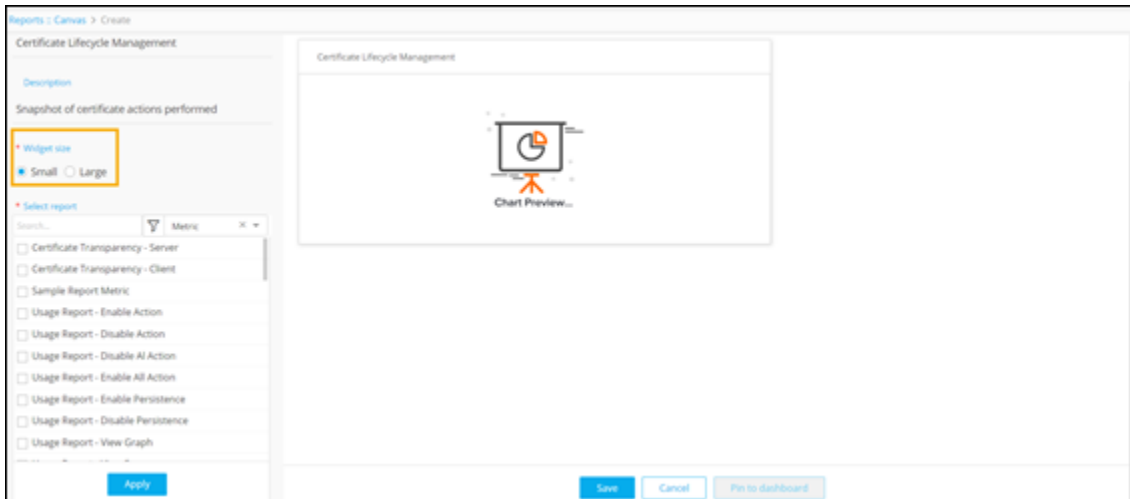 Reports :: Canvas > Create
Certificate Lifecycle Management
Description
Snapshot of certificate actions performed
* Widget size
Small Large
* Select report
Search... Metric
Certificate Transparency - Server
Certificate Transparency - Client
Sample Report Metric
Usage Report - Enable Action
Usage Report - Disable Action
Usage Report - Disable AI Action
Usage Report - Enable All Action
Usage Report - Enable Persistence
Usage Report - Disable Persistence
Usage Report - View Graph
Apply
Certificate Lifecycle Management
Chart Preview...
Save Cancel Pin to dashboard